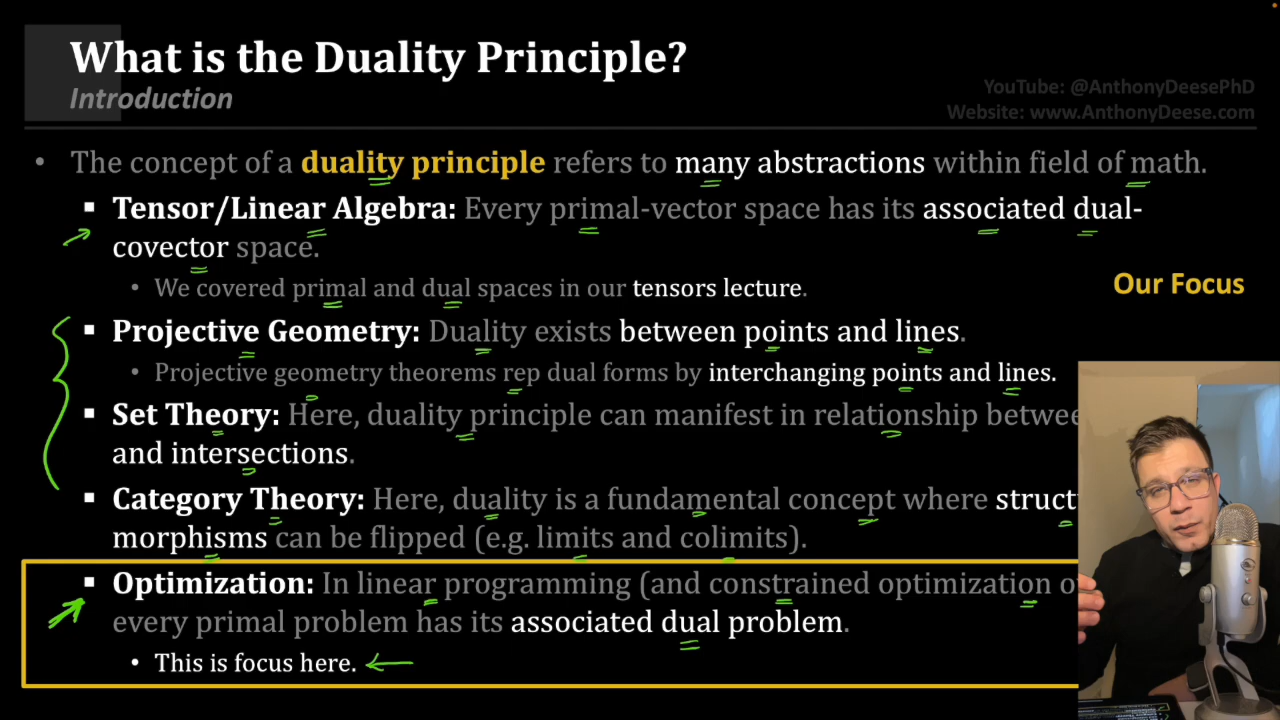 What is the Duality Principle?
Introduction
YouTube: @AnthonyDeesePhD
Website: www.AnthonyDeese.com
• The concept of a duality principle refers to many abstractions within field of math.
▪ Tensor/Linear Algebra: Every primal-vector space has its associated dual-
covector space.
• We covered primal and dual spaces in our tensors lecture.
Our Focus
▪ Projective Geometry: Duality exists between points and lines.
• Projective geometry theorems rep dual forms by interchanging points and lines.
▪ Set Theory: Here, duality principle can manifest in relationship
and intersections.
▪ Category Theory: Here, duality is a fundamental concept where
morphisms can be flipped (e.g. limits and colimits).
▪ Optimization: In linear programming (and constrained optimization
every primal problem has its associated dual problem.
• This is focus here.